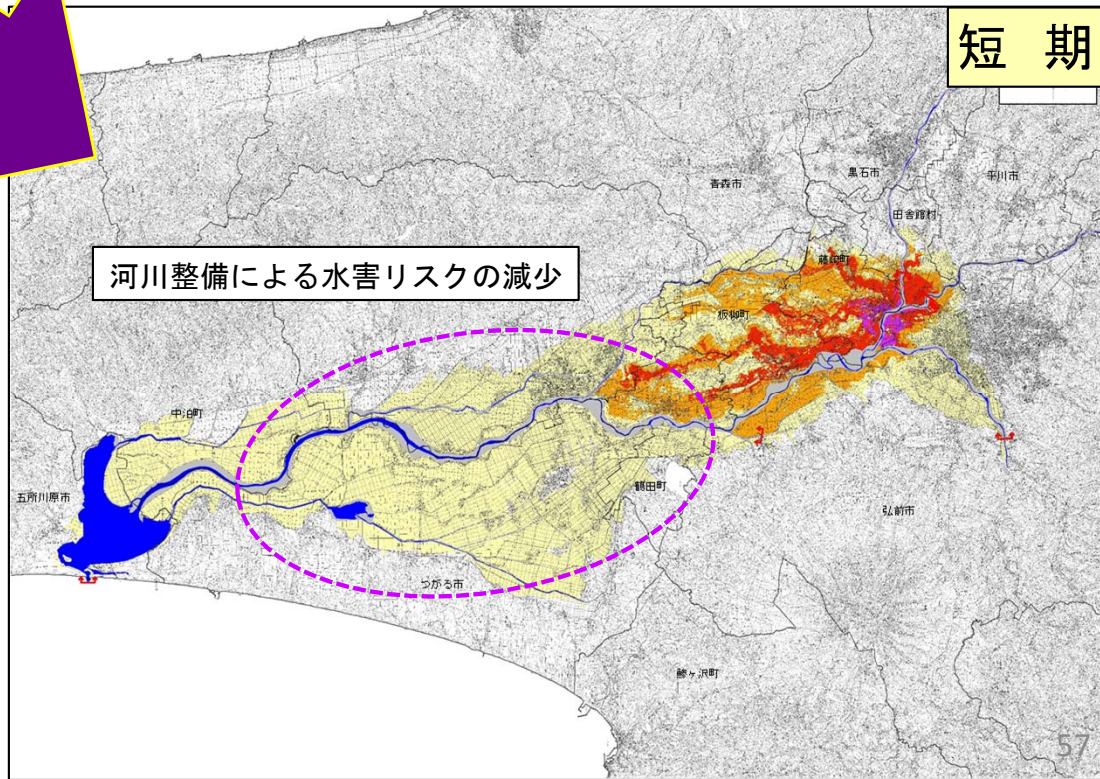 短 期
青森市
黒石市
平川市
田舎館村
藤崎町
河川整備による水害リスクの減少
板柳町
中泊町
鶴田町
五所川原市
弘前市
つがる市
鰺ヶ沢町
57